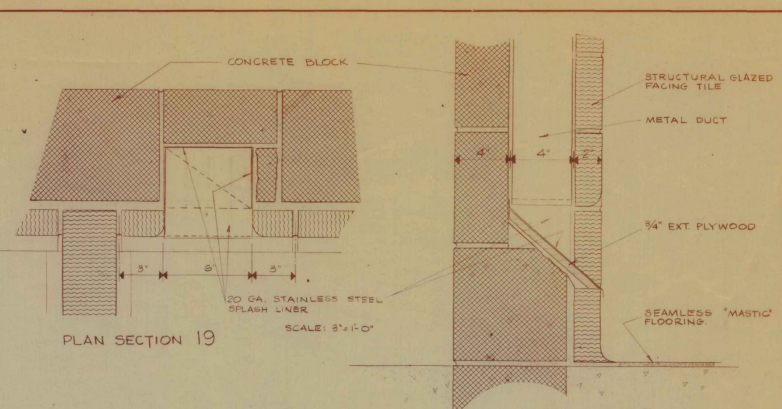 CONCRETE BLOCK
STRUCTURAL GLAZED
FACING TILE
METAL DUCT
4" 4" 2"
3/4" EXT. PLYWOOD
3" 6" 3"
20 GA. STAINLESS STEEL
SPLASH LINER
SCALE: 3"=1'-0"
PLAN SECTION 19
SEAMLESS "MASTIC"
FLOORING.